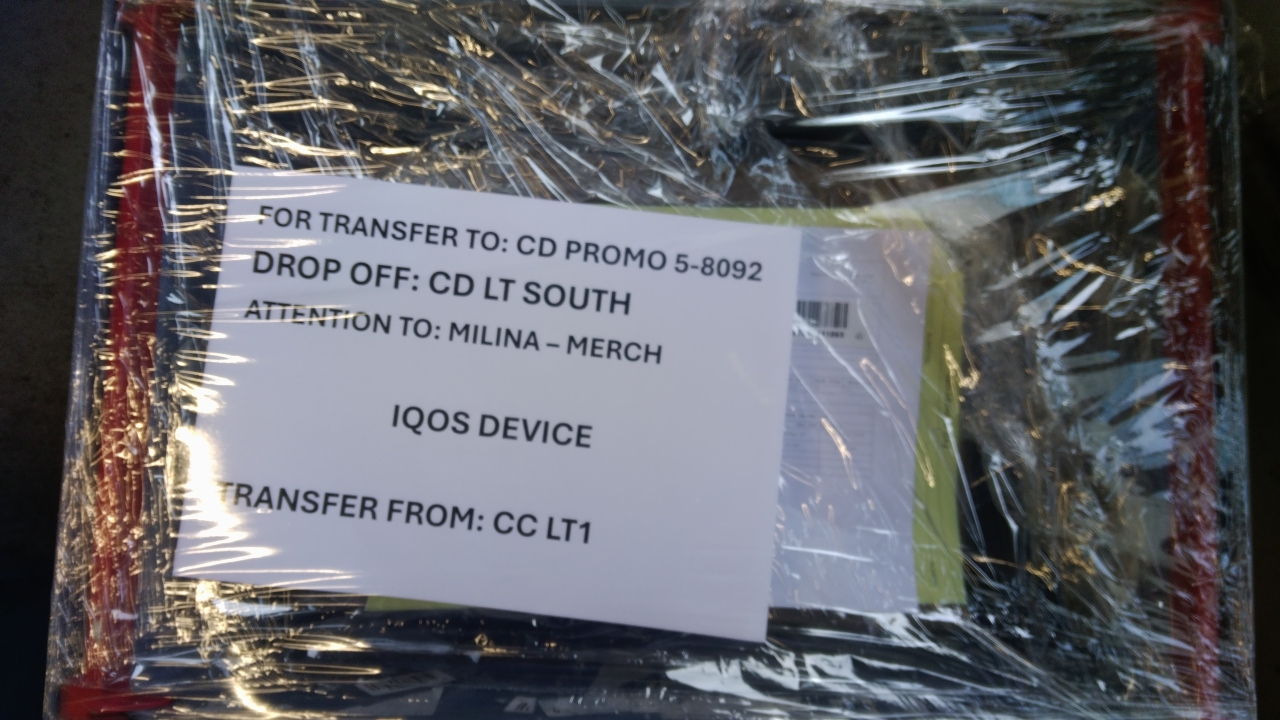 FOR TRANSFER TO: CD PROMO 5-8092
DROP OFF: CD LT SOUTH
ATTENTION TO: MILINA – MERCH
IQOS DEVICE
TRANSFER FROM: CC LT1